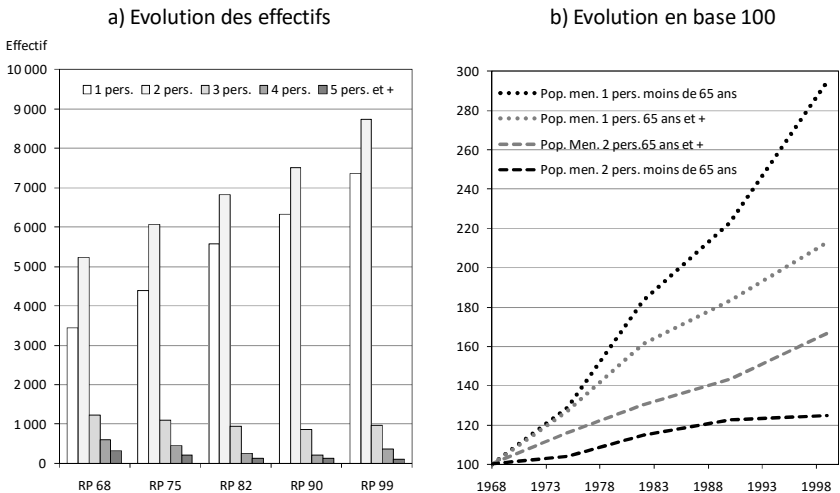 a) Evolution des effectifs
Effectif
10 000
9 000
8 000
7 000
6 000
5 000
4 000
3 000
2 000
1 000
0
1 pers. 2 pers. 3 pers. 4 pers. 5 pers. et +
RP 68 RP 75 RP 82 RP 90 RP 99
b) Evolution en base 100
300
280
260
240
220
200
180
160
140
120
100
Pop. men. 1 pers. moins de 65 ans
Pop. men. 1 pers. 65 ans et +
Pop. Men. 2 pers.65 ans et +
Pop. men. 2 pers. moins de 65 ans
1968 1973 1978 1983 1988 1993 1998